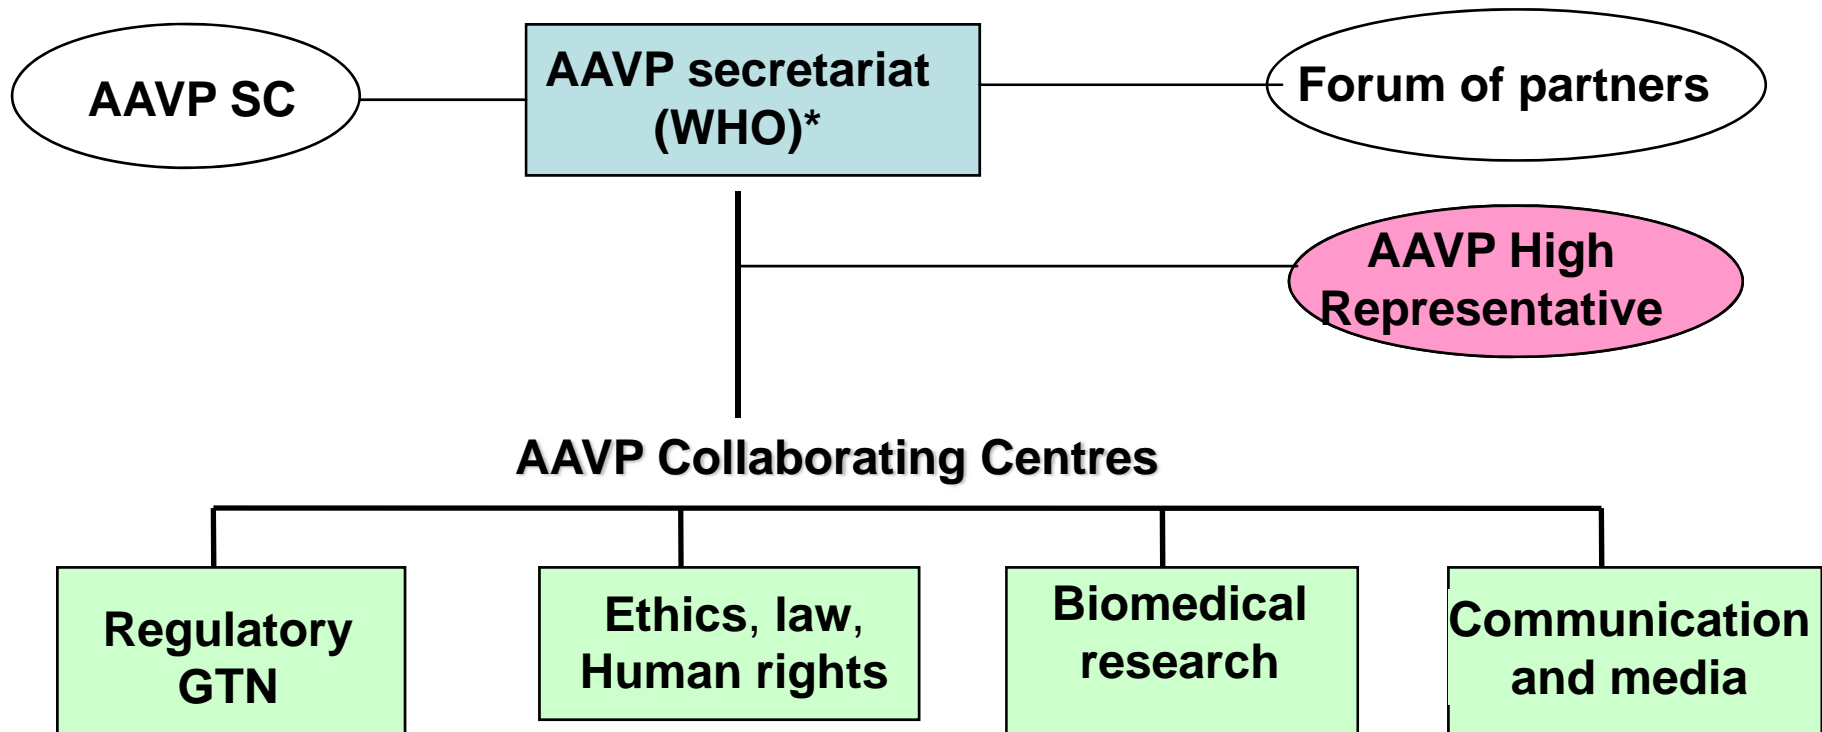 AAVP SC
AAVP secretariat
(WHO)*
Forum of partners
AAVP High
Representative
AAVP Collaborating Centres
Regulatory
GTN
Ethics, law,
Human rights
Biomedical
research
Communication
and media